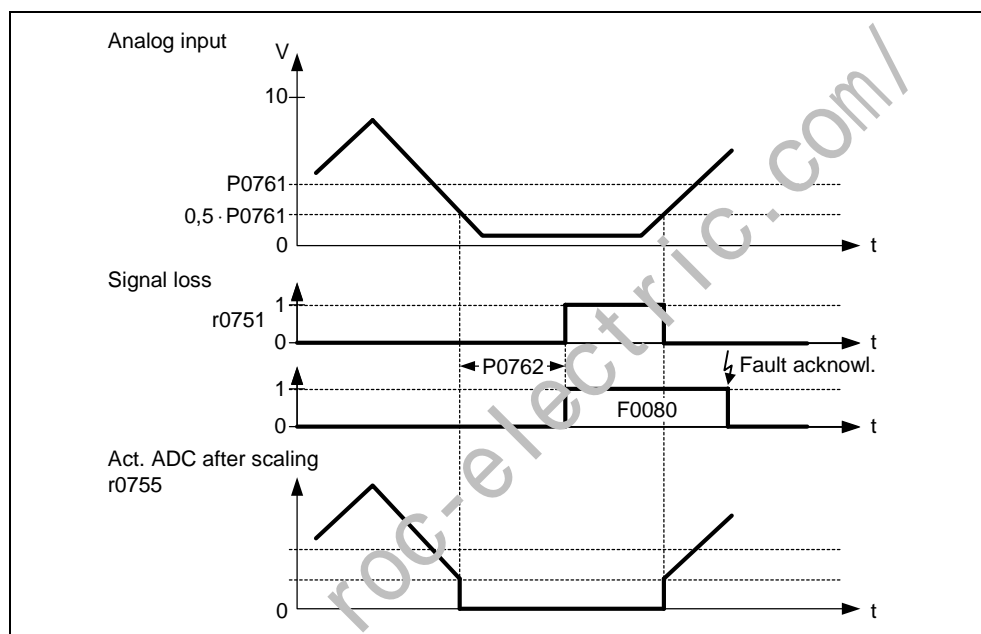 Analog input
V
10
P0761
0,5 · P0761
0
t
Signal loss
r0751
1
0
t
P0762
Fault acknowl.
1
0
F0080
t
Act. ADC after scaling
r0755
0
t
roc-electric.com/